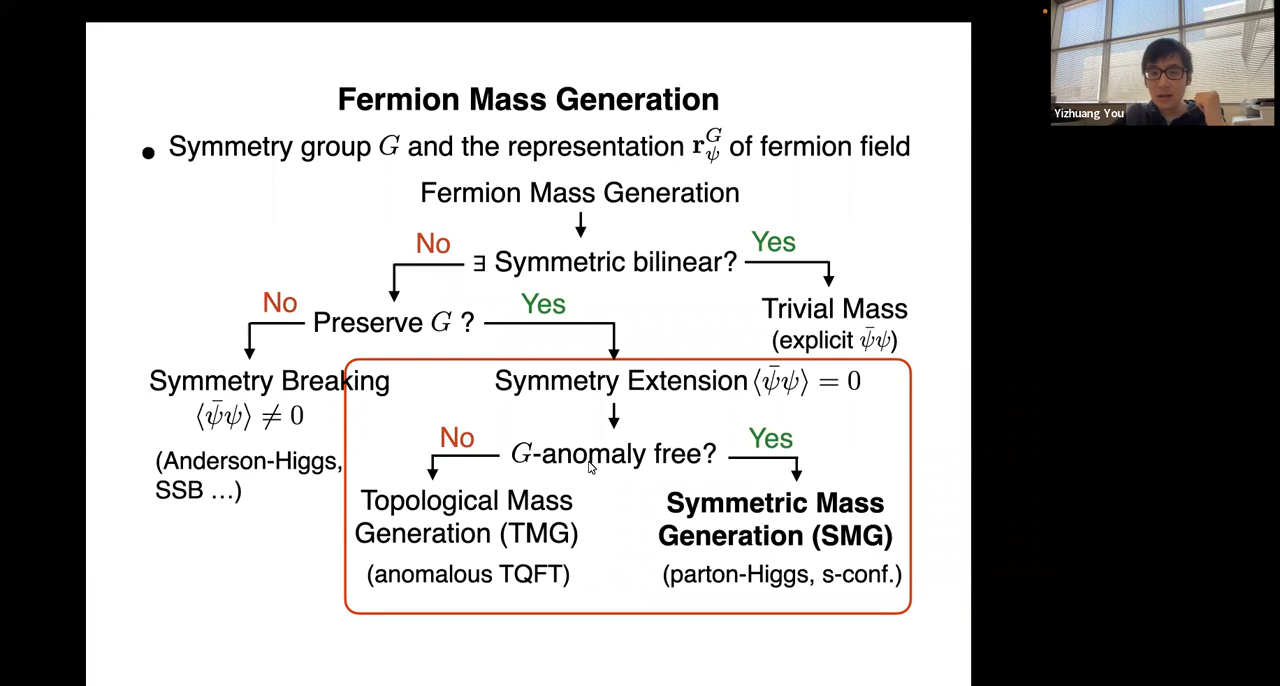 Fermion Mass Generation
• Symmetry group G and the representation r_ψ^G of fermion field
Fermion Mass Generation
No
∃ Symmetric bilinear?
Yes
No
Preserve G ?
Yes
Trivial Mass
(explicit ψ̄ψ)
Symmetry Breaking
⟨ψ̄ψ⟩ ≠ 0
(Anderson-Higgs,
SSB ...)
Symmetry Extension ⟨ψ̄ψ⟩ = 0
No
G-anomaly free?
Yes
Topological Mass
Generation (TMG)
(anomalous TQFT)
Symmetric Mass
Generation (SMG)
(parton-Higgs, s-conf.)
Yizhuang You